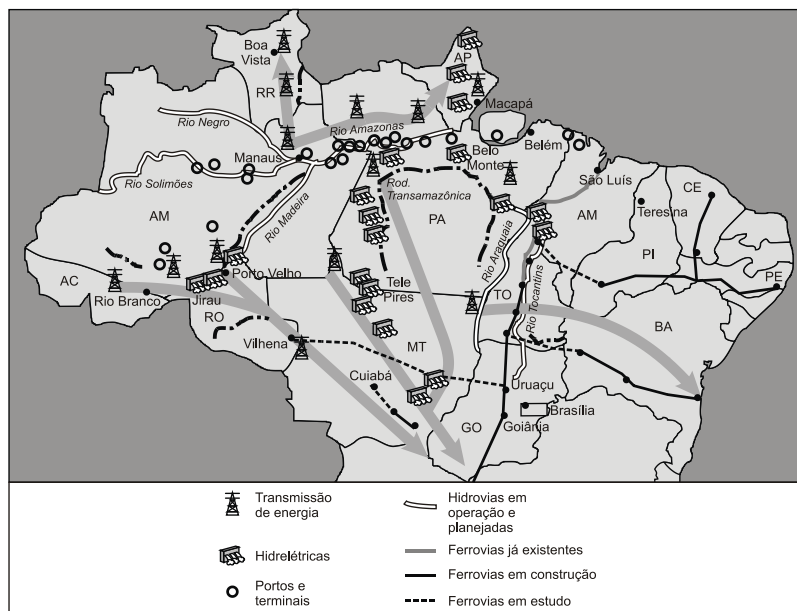 Boa
Vista
RR
AP
Macapá
Rio Negro
Rio Amazonas
Manaus
Belo
Monte
Belém
São Luís
Rio Solimões
Rod.
Transamazônica
AM
Rio Madeira
PA
AM
Teresina
CE
Rio Araguaia
PI
AC
Porto Velho
Tele
Pires
TO
Rio Tocantins
PE
Rio Branco
Jirau
RO
BA
Vilhena
MT
Cuiabá
Uruaçu
Brasília
GO
Goiânia
Transmissão
de energia
Hidrelétricas
Portos e
terminais
Hidrovias em
operação e
planejadas
Ferrovias já existentes
Ferrovias em construção
Ferrovias em estudo